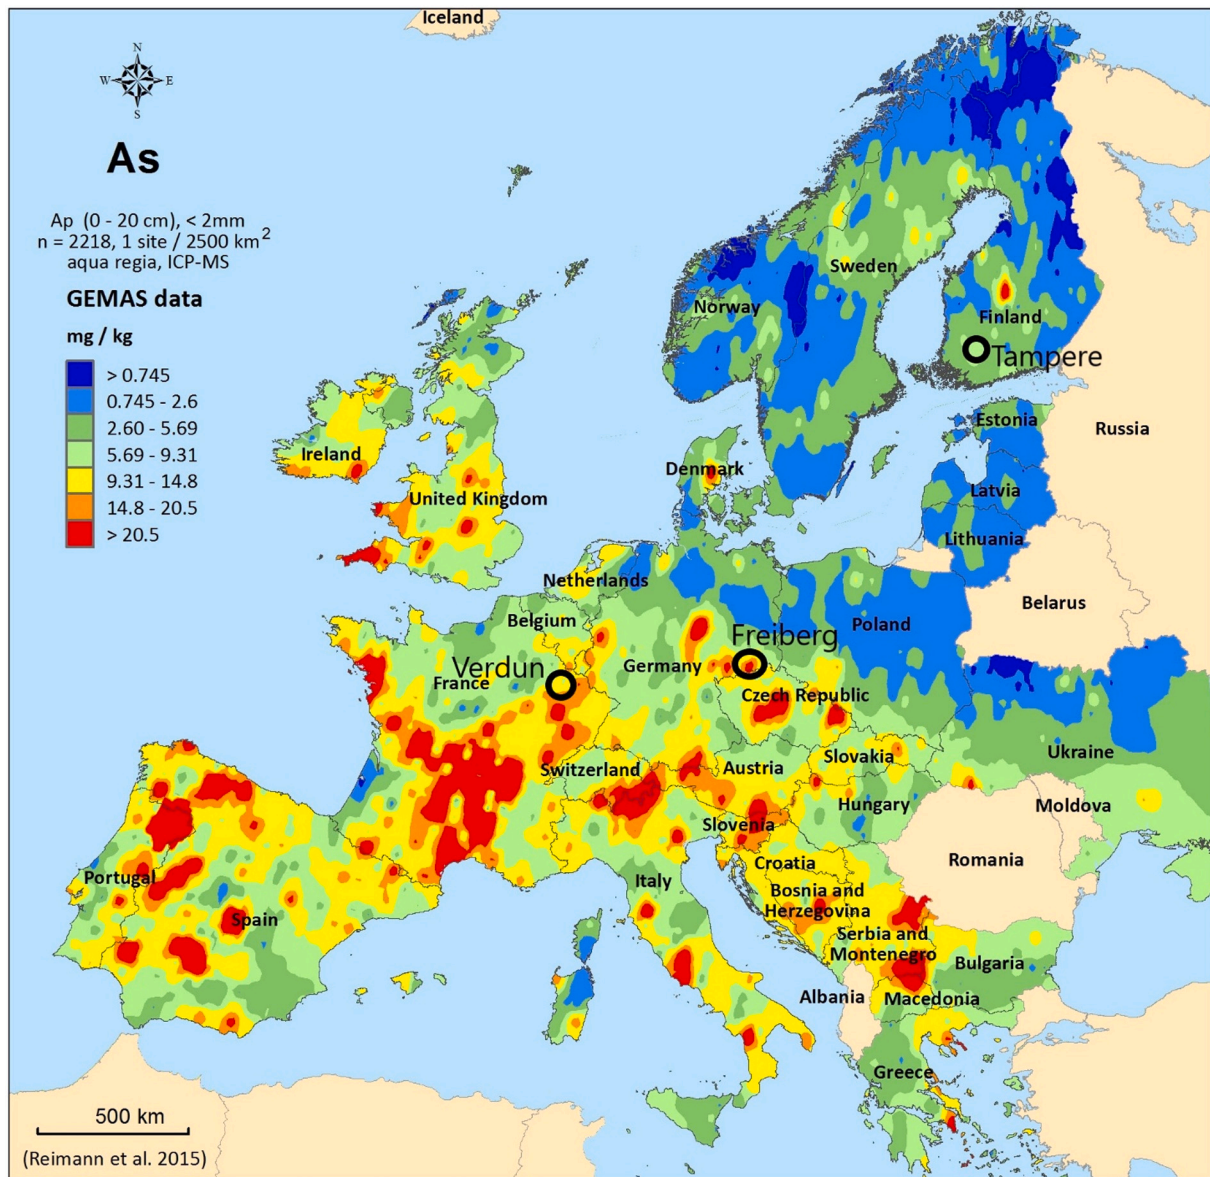 Iceland
N
W E
S
As
Ap (0 - 20 cm), < 2mm
n = 2218, 1 site / 2500 km2
aqua regia, ICP-MS
GEMAS data
mg / kg
> 0.745
0.745 - 2.6
2.60 - 5.69
5.69 - 9.31
9.31 - 14.8
14.8 - 20.5
> 20.5
Sweden
Norway
Finland
Tampere
Estonia
Russia
Ireland
Denmark
Latvia
United Kingdom
Lithuania
Netherlands
Belarus
Belgium
Poland
Freiberg
Verdun
Germany
France
Czech Republic
Ukraine
Slovakia
Switzerland
Austria
Hungary
Moldova
Slovenia
Croatia
Romania
Portugal
Italy
Bosnia and
Herzegovina
Spain
Serbia and
Montenegro
Bulgaria
Albania
Macedonia
Greece
500 km
(Reimann et al. 2015)